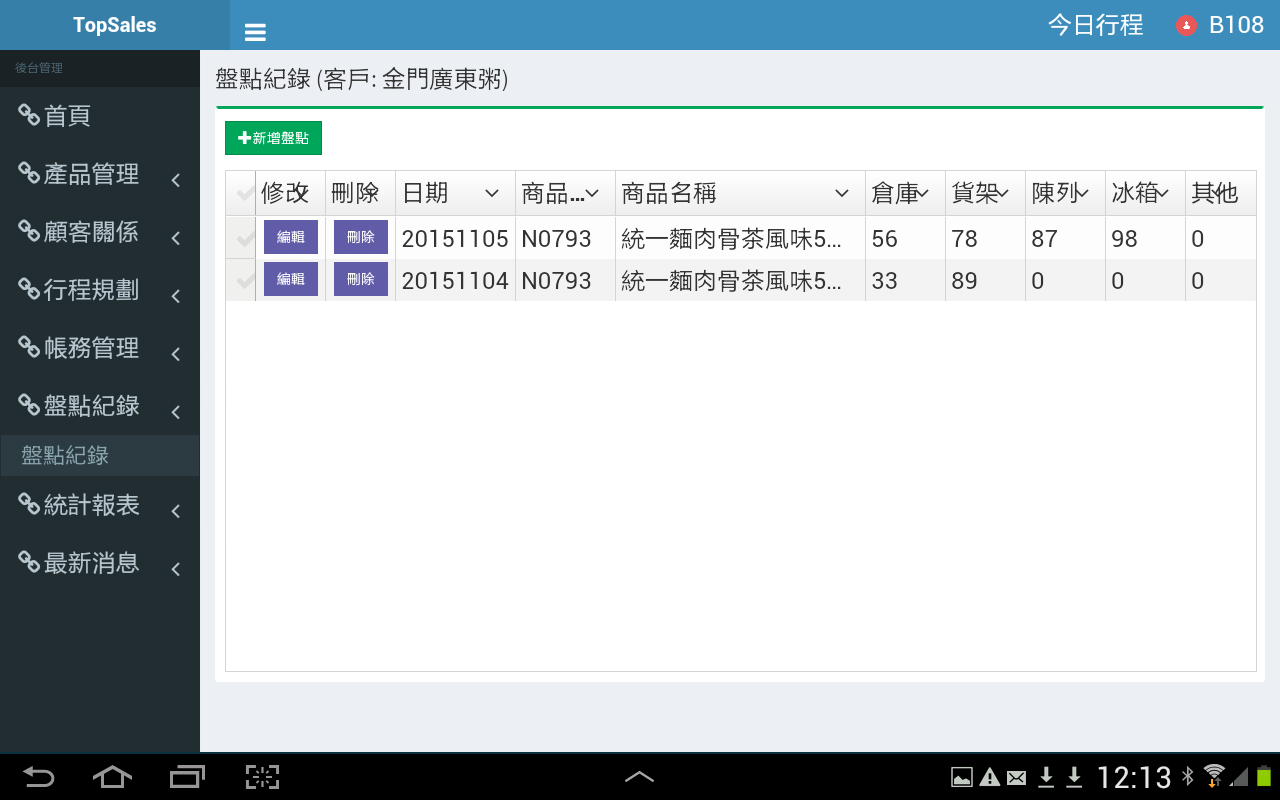 TopSales
今日行程 B108
後台管理
首頁
產品管理
顧客關係
行程規劃
帳務管理
盤點紀錄
盤點紀錄
統計報表
最新消息
盤點紀錄 (客戶: 金門廣東粥)
新增盤點
修改 刪除 日期 商品... 商品名稱 倉庫 貨架 陳列 冰箱 其他
編輯 刪除 20151105 N0793 統一麵肉骨茶風味5... 56 78 87 98 0
編輯 刪除 20151104 N0793 統一麵肉骨茶風味5... 33 89 0 0 0
12:13